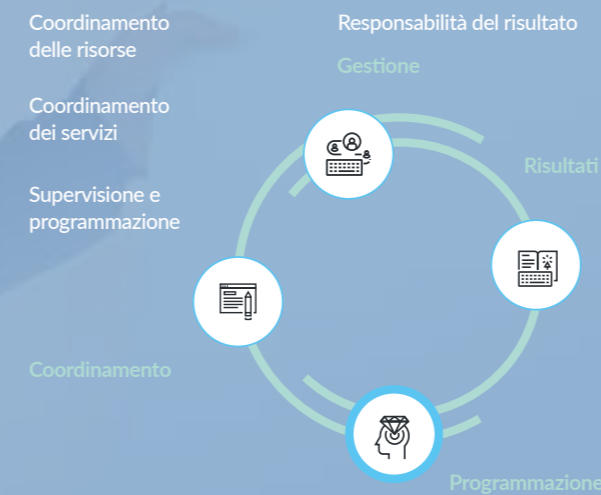 Coordinamento
delle risorse
Coordinamento
dei servizi
Supervisione e
programmazione
Responsabilità del risultato
Gestione
Risultati
Coordinamento
Programmazione